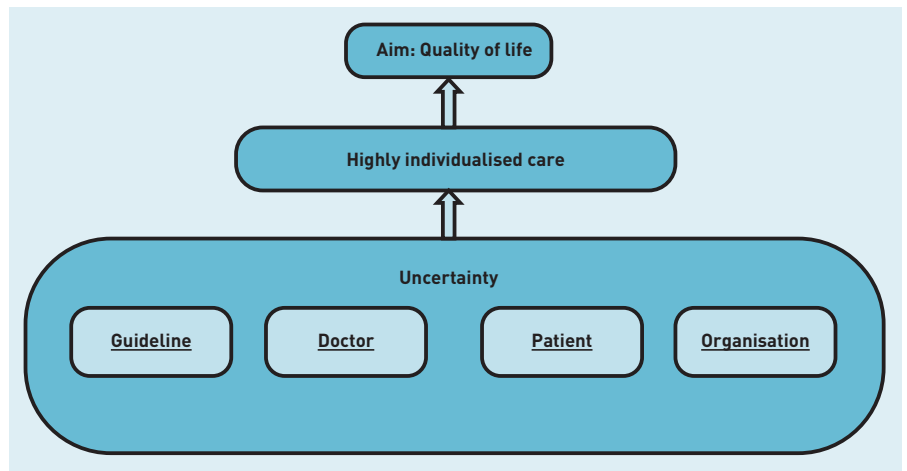 Aim: Quality of life
Highly individualised care
Uncertainty
Guideline
Doctor
Patient
Organisation